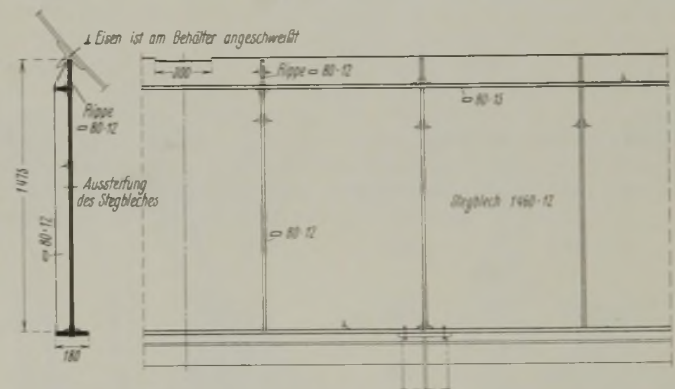 ⊥ Eisen ist am Behälter angeschweißt
Rippe
▭ 80·12
1475
Aussteifung
des Stegbleches
▭ 80·12
180
200
Rippe ▭ 80-12
▭ 80-15
▭ 80-12
Stegblech 1460-12